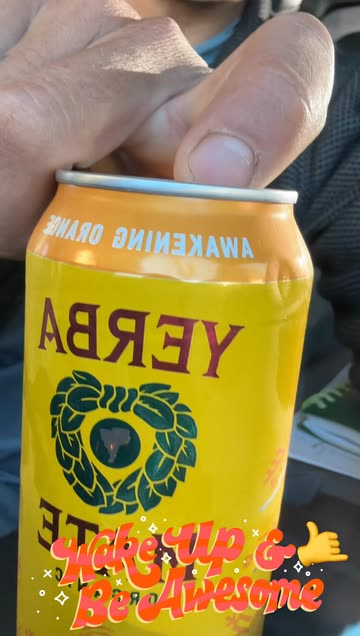 AWAKENING ORANGE
YERBA
Wake Up &
Be Awesome